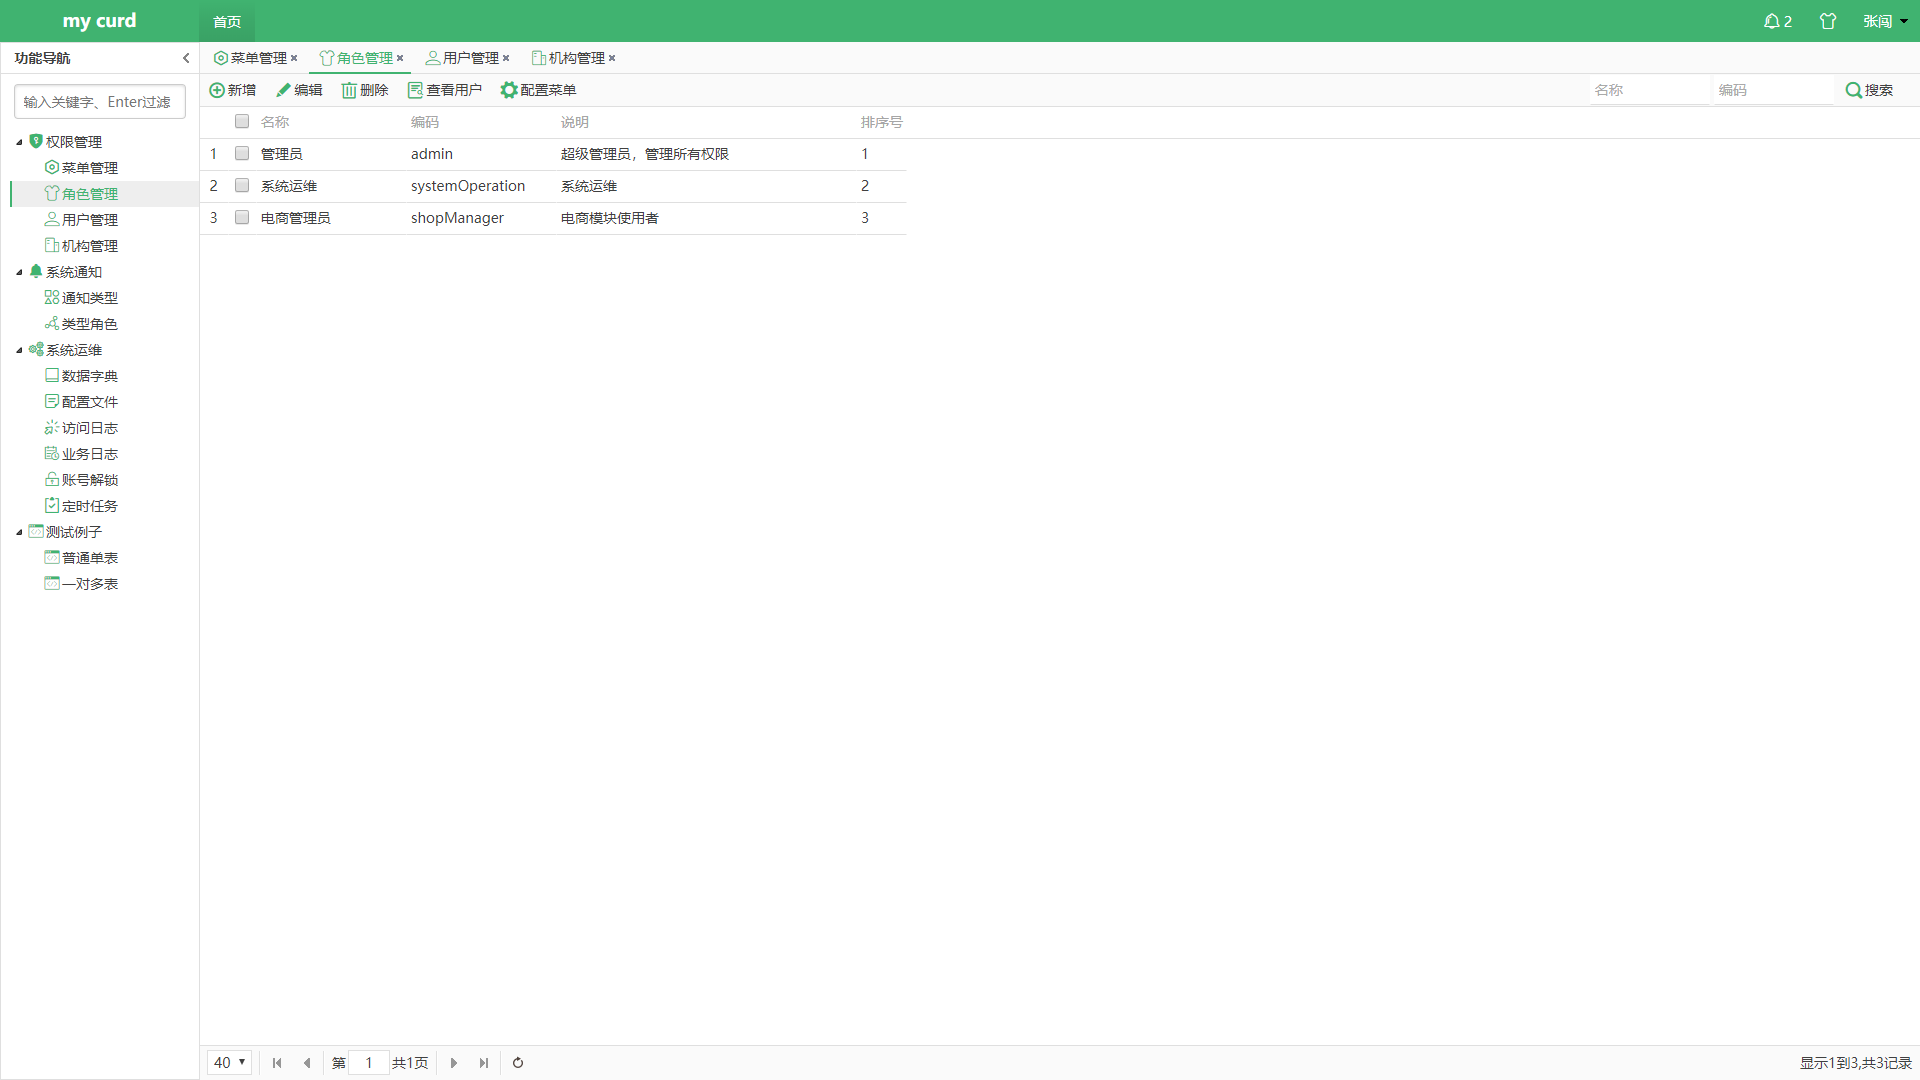 my curd
首页
2
张闯
功能导航
菜单管理
角色管理
用户管理
机构管理
新增
编辑
删除
查看用户
配置菜单
名称
编码
搜索
输入关键字、Enter过滤
权限管理
菜单管理
角色管理
用户管理
机构管理
系统通知
通知类型
类型角色
系统运维
数据字典
配置文件
访问日志
业务日志
账号解锁
定时任务
测试例子
普通单表
一对多表
名称 编码 说明 排序号
1 管理员 admin 超级管理员，管理所有权限 1
2 系统运维 systemOperation 系统运维 2
3 电商管理员 shopManager 电商模块使用者 3
40 第 1 共1页
显示1到3,共3记录